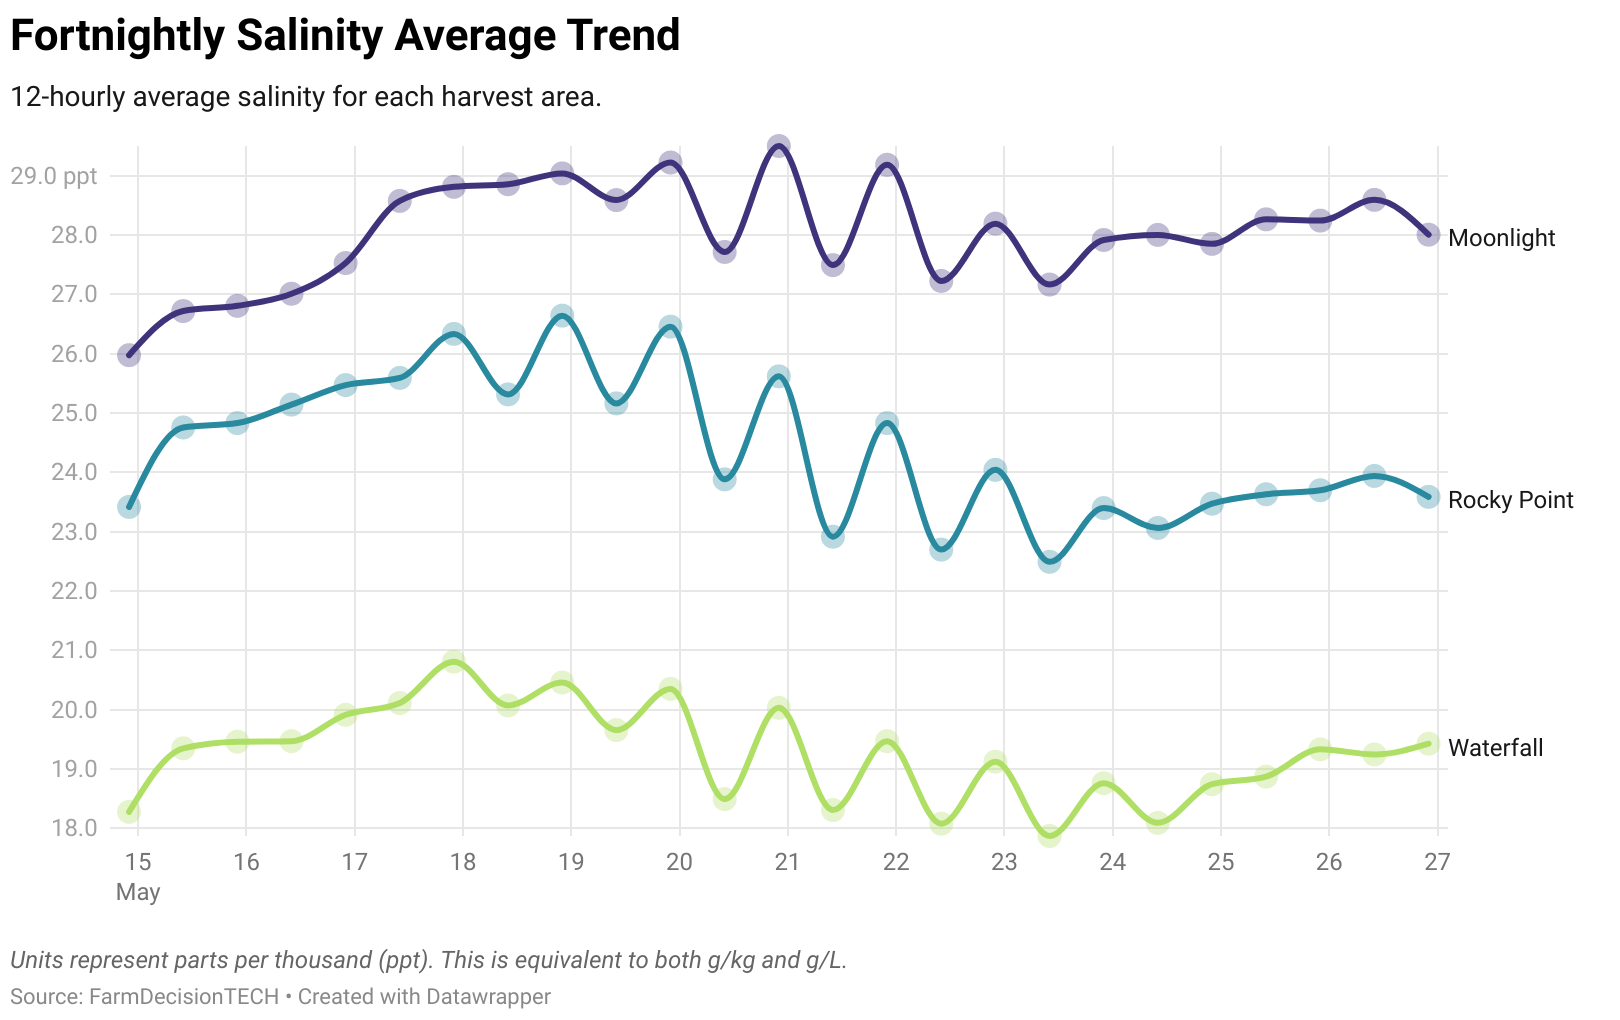 Fortnightly Salinity Average Trend
12-hourly average salinity for each harvest area.
29.0 ppt
28.0
Moonlight
27.0
26.0
25.0
24.0
Rocky Point
23.0
22.0
21.0
20.0
Waterfall
19.0
18.0
15 16 17 18 19 20 21 22 23 24 25 26 27
May
Units represent parts per thousand (ppt). This is equivalent to both g/kg and g/L.
Source: FarmDecisionTECH • Created with Datawrapper